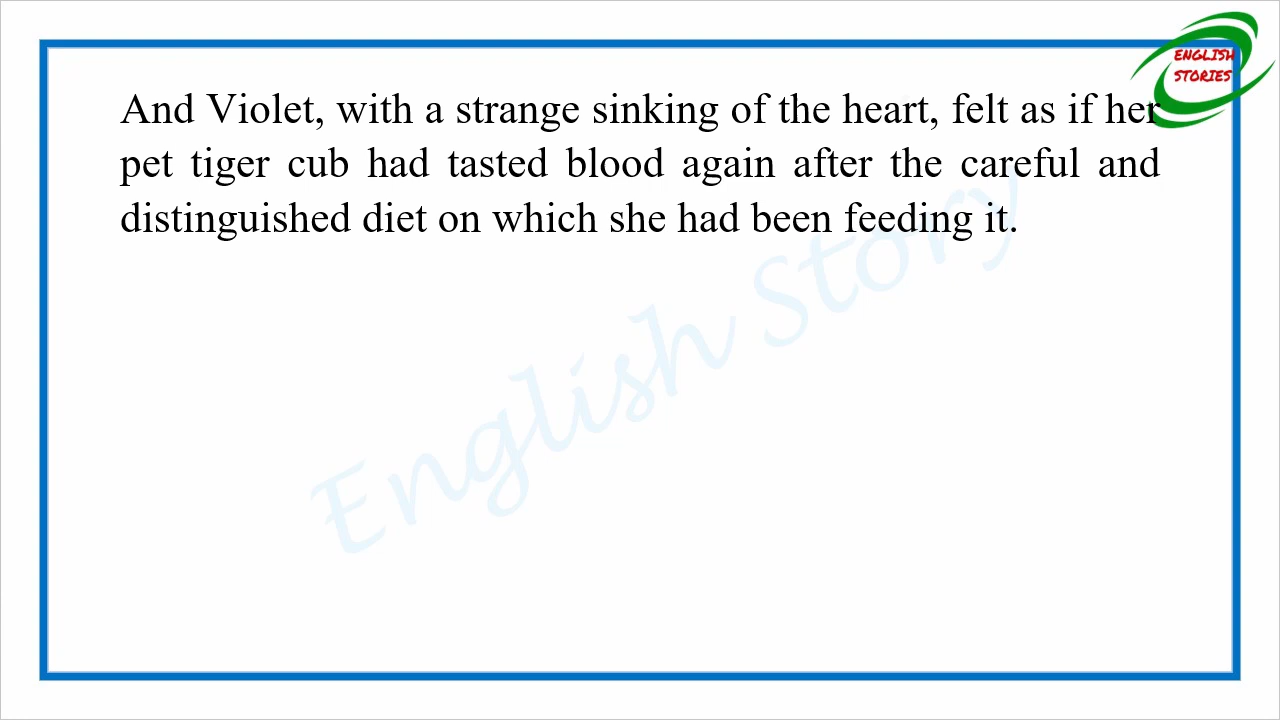 ENGLISH
STORIES
And Violet, with a strange sinking of the heart, felt as if her
pet tiger cub had tasted blood again after the careful and
distinguished diet on which she had been feeding it.
English Story